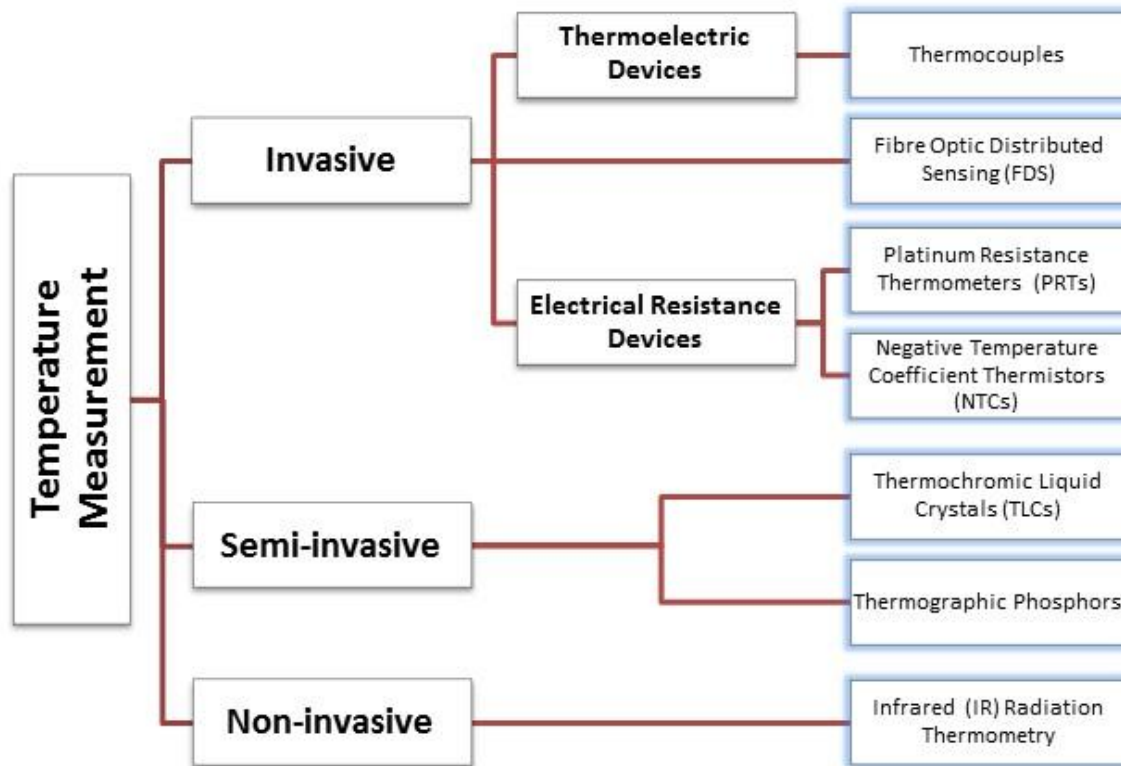 Temperature
Measurement
Invasive
Thermoelectric
Devices
Thermocouples
Fibre Optic Distributed
Sensing (FDS)
Electrical Resistance
Devices
Platinum Resistance
Thermometers (PRTs)
Negative Temperature
Coefficient Thermistors
(NTCs)
Semi-invasive
Thermochromic Liquid
Crystals (TLCs)
Thermographic Phosphors
Non-invasive
Infrared (IR) Radiation
Thermometry